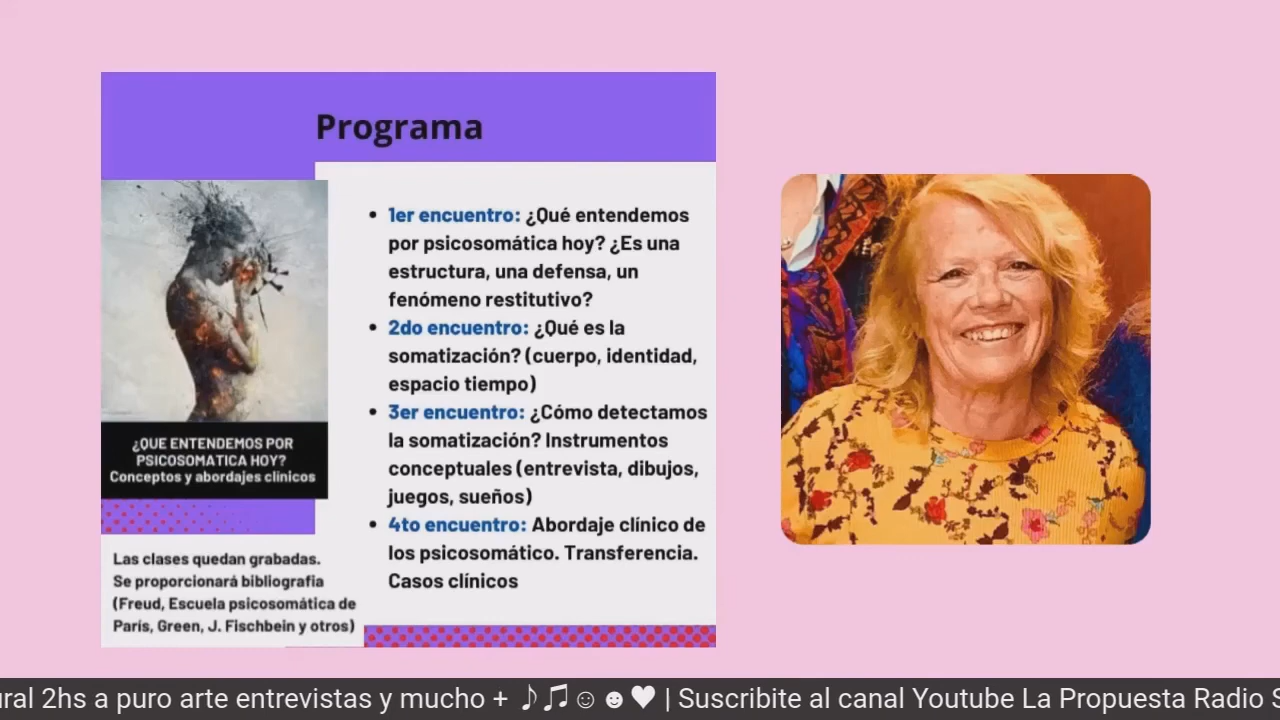 Programa
• 1er encuentro: ¿Qué entendemos
por psicosomática hoy? ¿Es una
estructura, una defensa, un
fenómeno restitutivo?
• 2do encuentro: ¿Qué es la
somatización? (cuerpo, identidad,
espacio tiempo)
• 3er encuentro: ¿Cómo detectamos
la somatización? Instrumentos
conceptuales (entrevista, dibujos,
juegos, sueños)
• 4to encuentro: Abordaje clínico de
los psicosomático. Transferencia.
Casos clínicos
¿QUE ENTENDEMOS POR
PSICOSOMATICA HOY?
Conceptos y abordajes clínicos
Las clases quedan grabadas.
Se proporcionará bibliografía
(Freud, Escuela psicosomática de
París, Green, J. Fischbein y otros)
ural 2hs a puro arte entrevistas y mucho + ♪♫☺☻♥ | Suscribite al canal Youtube La Propuesta Radio S